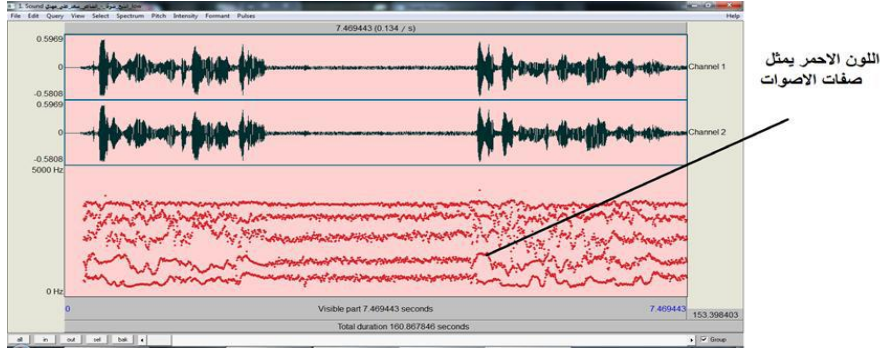 1. Sound
File Edit Query View Select Spectrum Pitch Intensity Formant Pulses Help
7.469443 (0.134 / s)
0.5969
0
-0.5808
Channel 1
0.5969
0
-0.5808
Channel 2
5000 Hz
0 Hz
0
Visible part 7.469443 seconds
7.469443
153.398403
Total duration 160.867846 seconds
all in out sel bak
Group
اللون الاحمر يمثل
صفات الاصوات